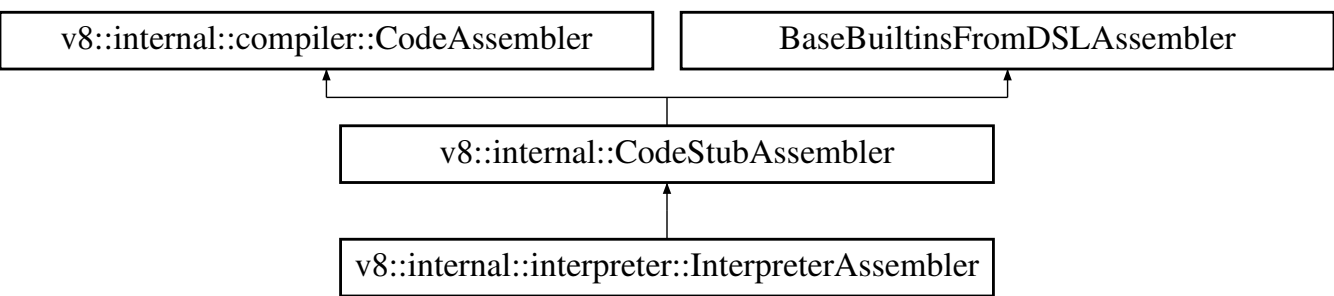 v8::internal::compiler::CodeAssembler
BaseBuiltinsFromDSLAssembler
v8::internal::CodeStubAssembler
v8::internal::interpreter::InterpreterAssembler